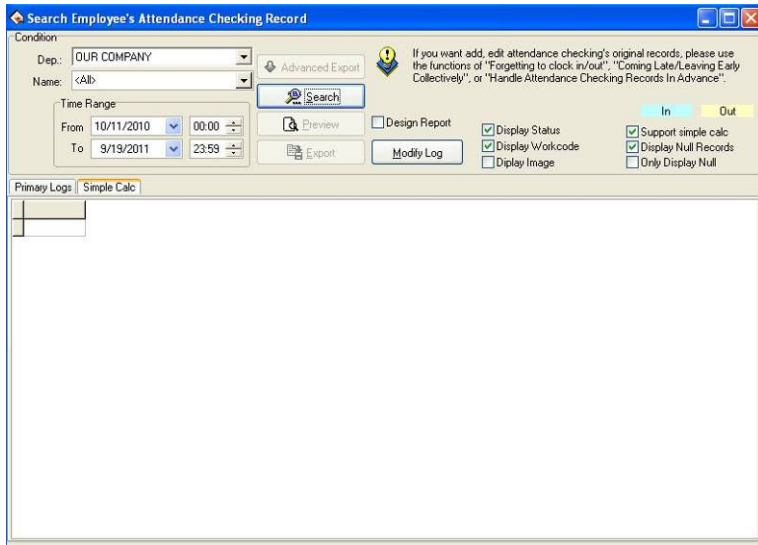 Search Employee's Attendance Checking Record
Condition
Dep.: OUR COMPANY
Name: <All>
Time Range
From 10/11/2010 00:00
To 9/19/2011 23:59
Advanced Export
Search
Preview
Export
If you want add, edit attendance checking's original records, please use
the functions of "Forgetting to clock in/out", "Coming Late/Leaving Early
Collectively", or "Handle Attendance Checking Records In Advance".
In Out
Design Report
Modify Log
Display Status
Display Workcode
Diplay Image
Support simple calc
Display Null Records
Only Display Null
Primary Logs Simple Calc